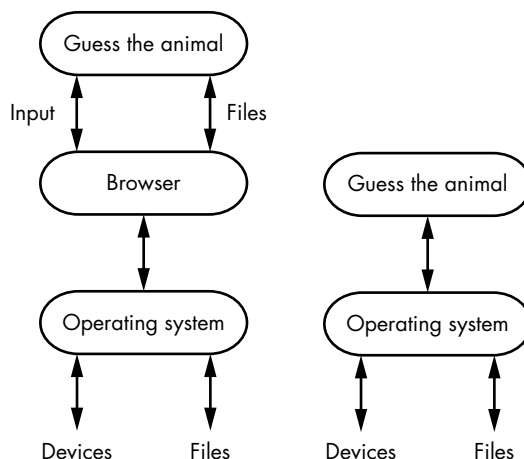 Guess the animal
Input
Files
Browser
Operating system
Devices
Files
Guess the animal
Operating system
Devices
Files